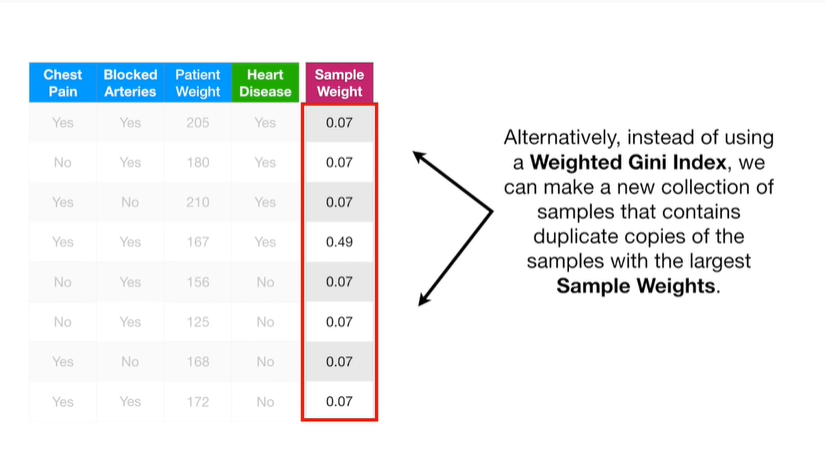 Chest Pain Blocked Arteries Patient Weight Heart Disease Sample Weight
Yes Yes 205 Yes 0.07
No Yes 180 Yes 0.07
Yes No 210 Yes 0.07
Yes Yes 167 Yes 0.49
No Yes 156 No 0.07
No Yes 125 No 0.07
Yes No 168 No 0.07
Yes Yes 172 No 0.07
Alternatively, instead of using
a Weighted Gini Index, we
can make a new collection of
samples that contains
duplicate copies of the
samples with the largest
Sample Weights.